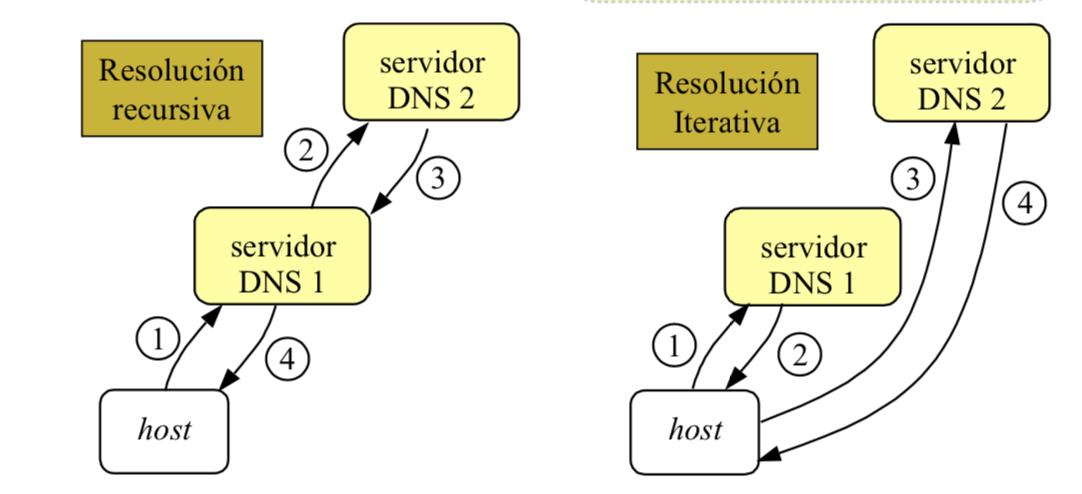 Resolución
recursiva
servidor
DNS 2
2
3
servidor
DNS 1
1
4
host
Resolución
Iterativa
servidor
DNS 2
3
4
servidor
DNS 1
1
2
host